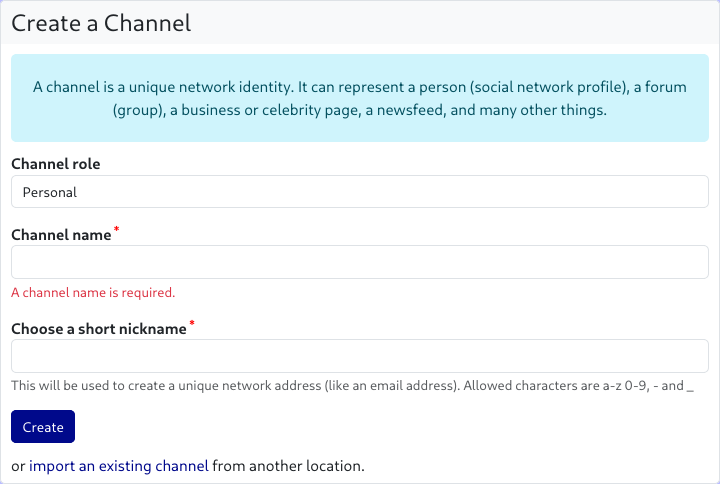 Create a Channel
A channel is a unique network identity. It can represent a person (social network profile), a forum
(group), a business or celebrity page, a newsfeed, and many other things.
Channel role
Personal
Channel name*
A channel name is required.
Choose a short nickname*
This will be used to create a unique network address (like an email address). Allowed characters are a-z 0-9, - and _
Create
or import an existing channel from another location.